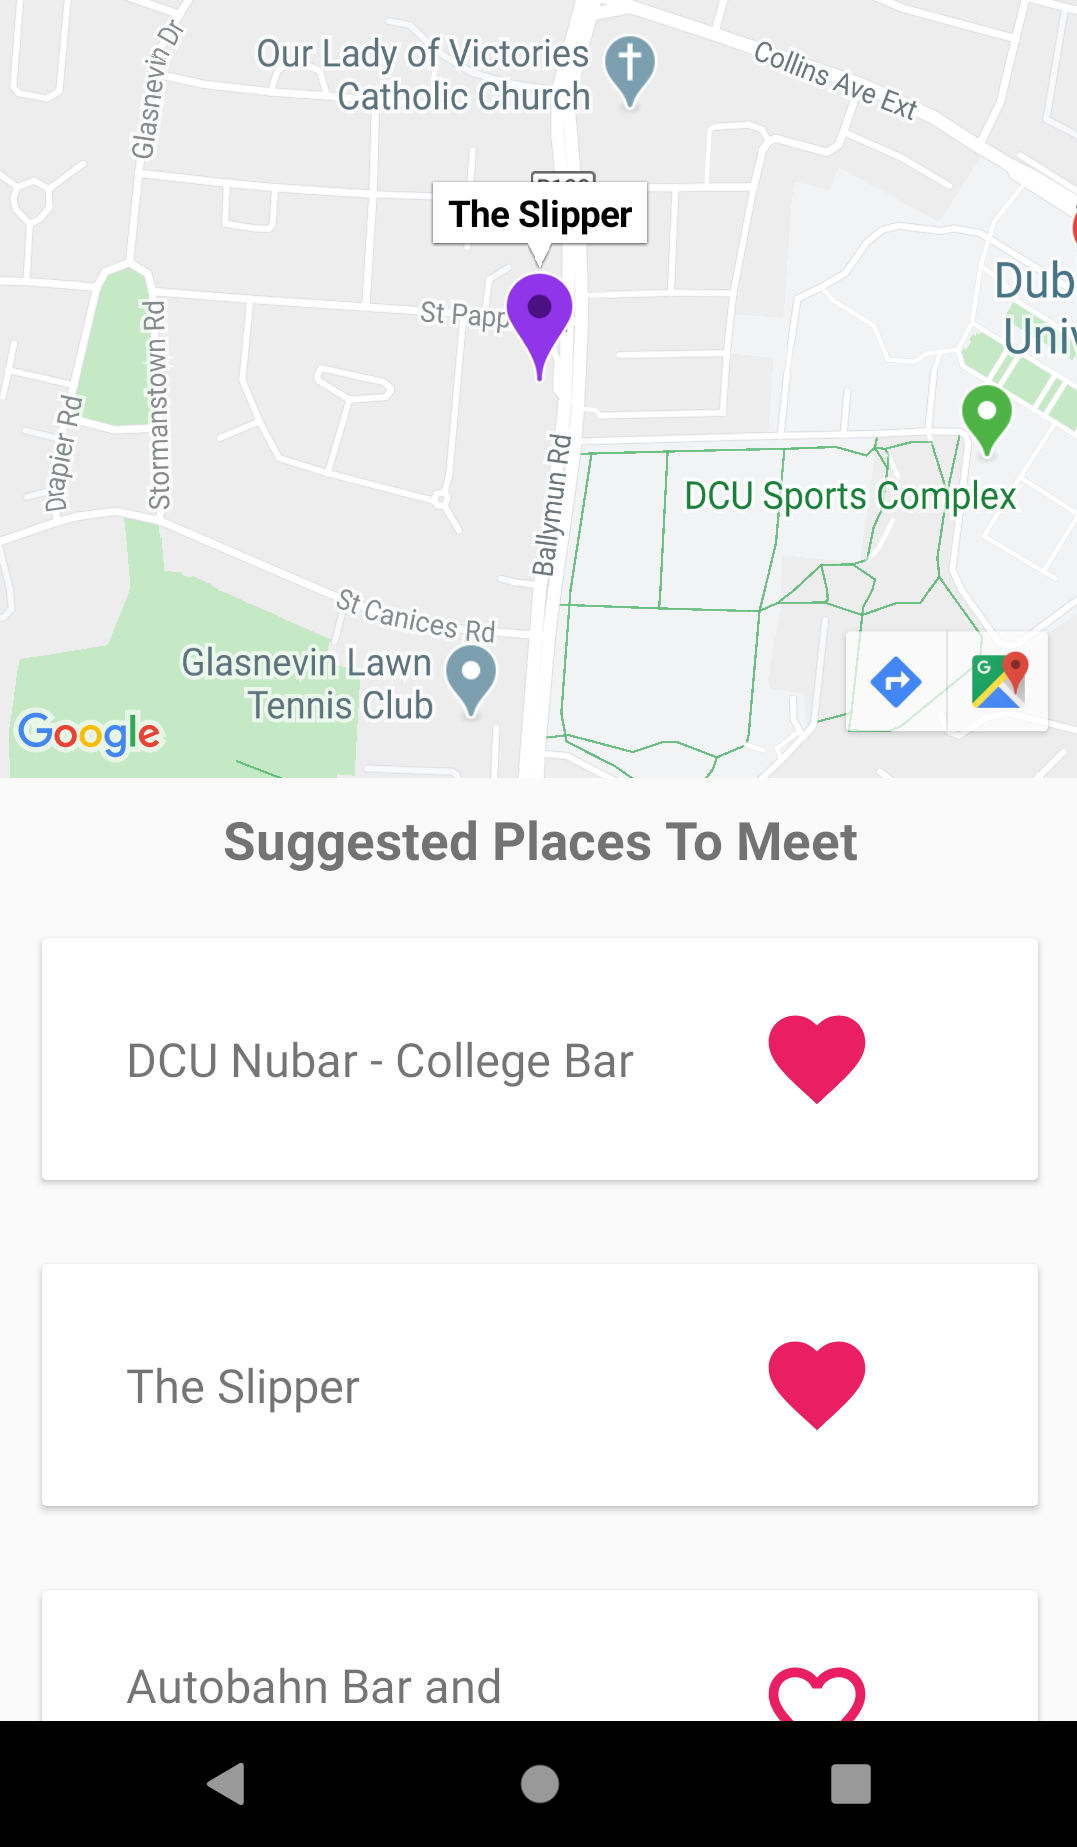 Glasnevin Dr
Our Lady of Victories
Catholic Church
Collins Ave Ext
The Slipper
Dub
Univ
St Papp
Stormanstown Rd
Drapier Rd
Ballymun Rd
DCU Sports Complex
St Canices Rd
Glasnevin Lawn
Tennis Club
Google
G
Suggested Places To Meet
DCU Nubar - College Bar
The Slipper
Autobahn Bar and